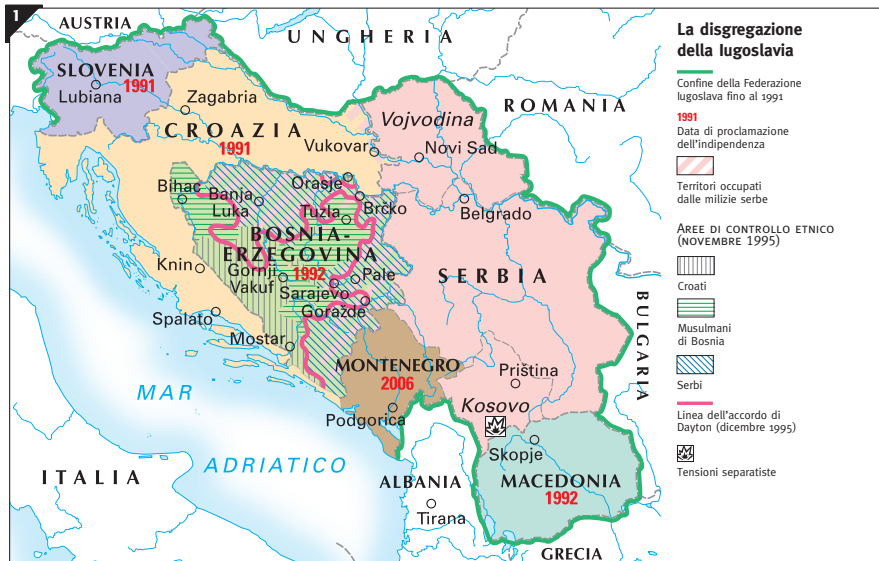 1
AUSTRIA
UNGHERIA
SLOVENIA
1991
Lubiana
Zagabria
CROAZIA
1991
Vukovar
Vojvodina
Novi Sad
ROMANIA
Bihać
Banja
Luka
Orasje
Tuzla
Brčko
Belgrado
BOSNIA-
ERZEGOVINA
1992
Knin
Gornji
Vakuf
Sarajevo
Pale
Goražde
SERBIA
Spalato
Mostar
BULGARIA
MONTENEGRO
2006
Priština
Kosovo
Podgorica
MAR
ADRIATICO
ITALIA
Skopje
ALBANIA
MACEDONIA
1992
Tirana
GRECIA
La disgregazione
della Iugoslavia
Confine della Federazione
Iugoslava fino al 1991
1991
Data di proclamazione
dell'indipendenza
Territori occupati
dalle milizie serbe
AREE DI CONTROLLO ETNICO
(NOVEMBRE 1995)
Croati
Musulmani
di Bosnia
Serbi
Linea dell'accordo di
Dayton (dicembre 1995)
Tensioni separatiste